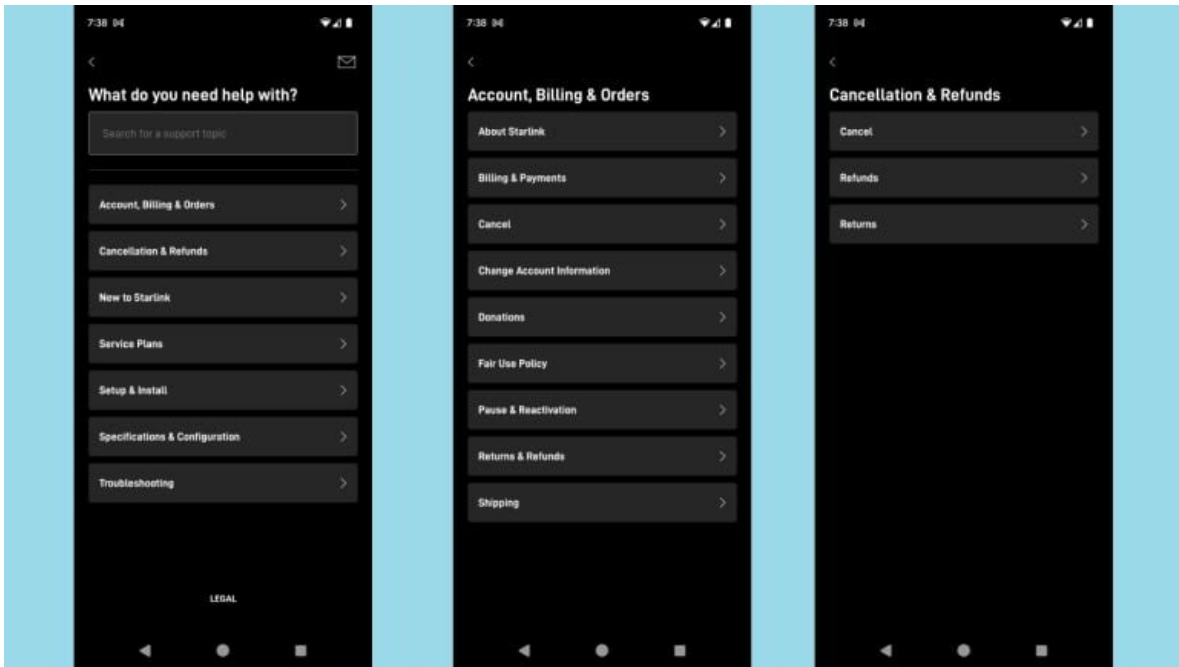 7:38
What do you need help with?
Search for a support topic
Account, Billing & Orders
Cancellation & Refunds
New to Starlink
Service Plans
Setup & Install
Specifications & Configuration
Troubleshooting
LEGAL
7:38
Account, Billing & Orders
About Starlink
Billing & Payments
Cancel
Change Account Information
Donations
Fair Use Policy
Pause & Reactivation
Returns & Refunds
Shipping
7:38
Cancellation & Refunds
Cancel
Refunds
Returns